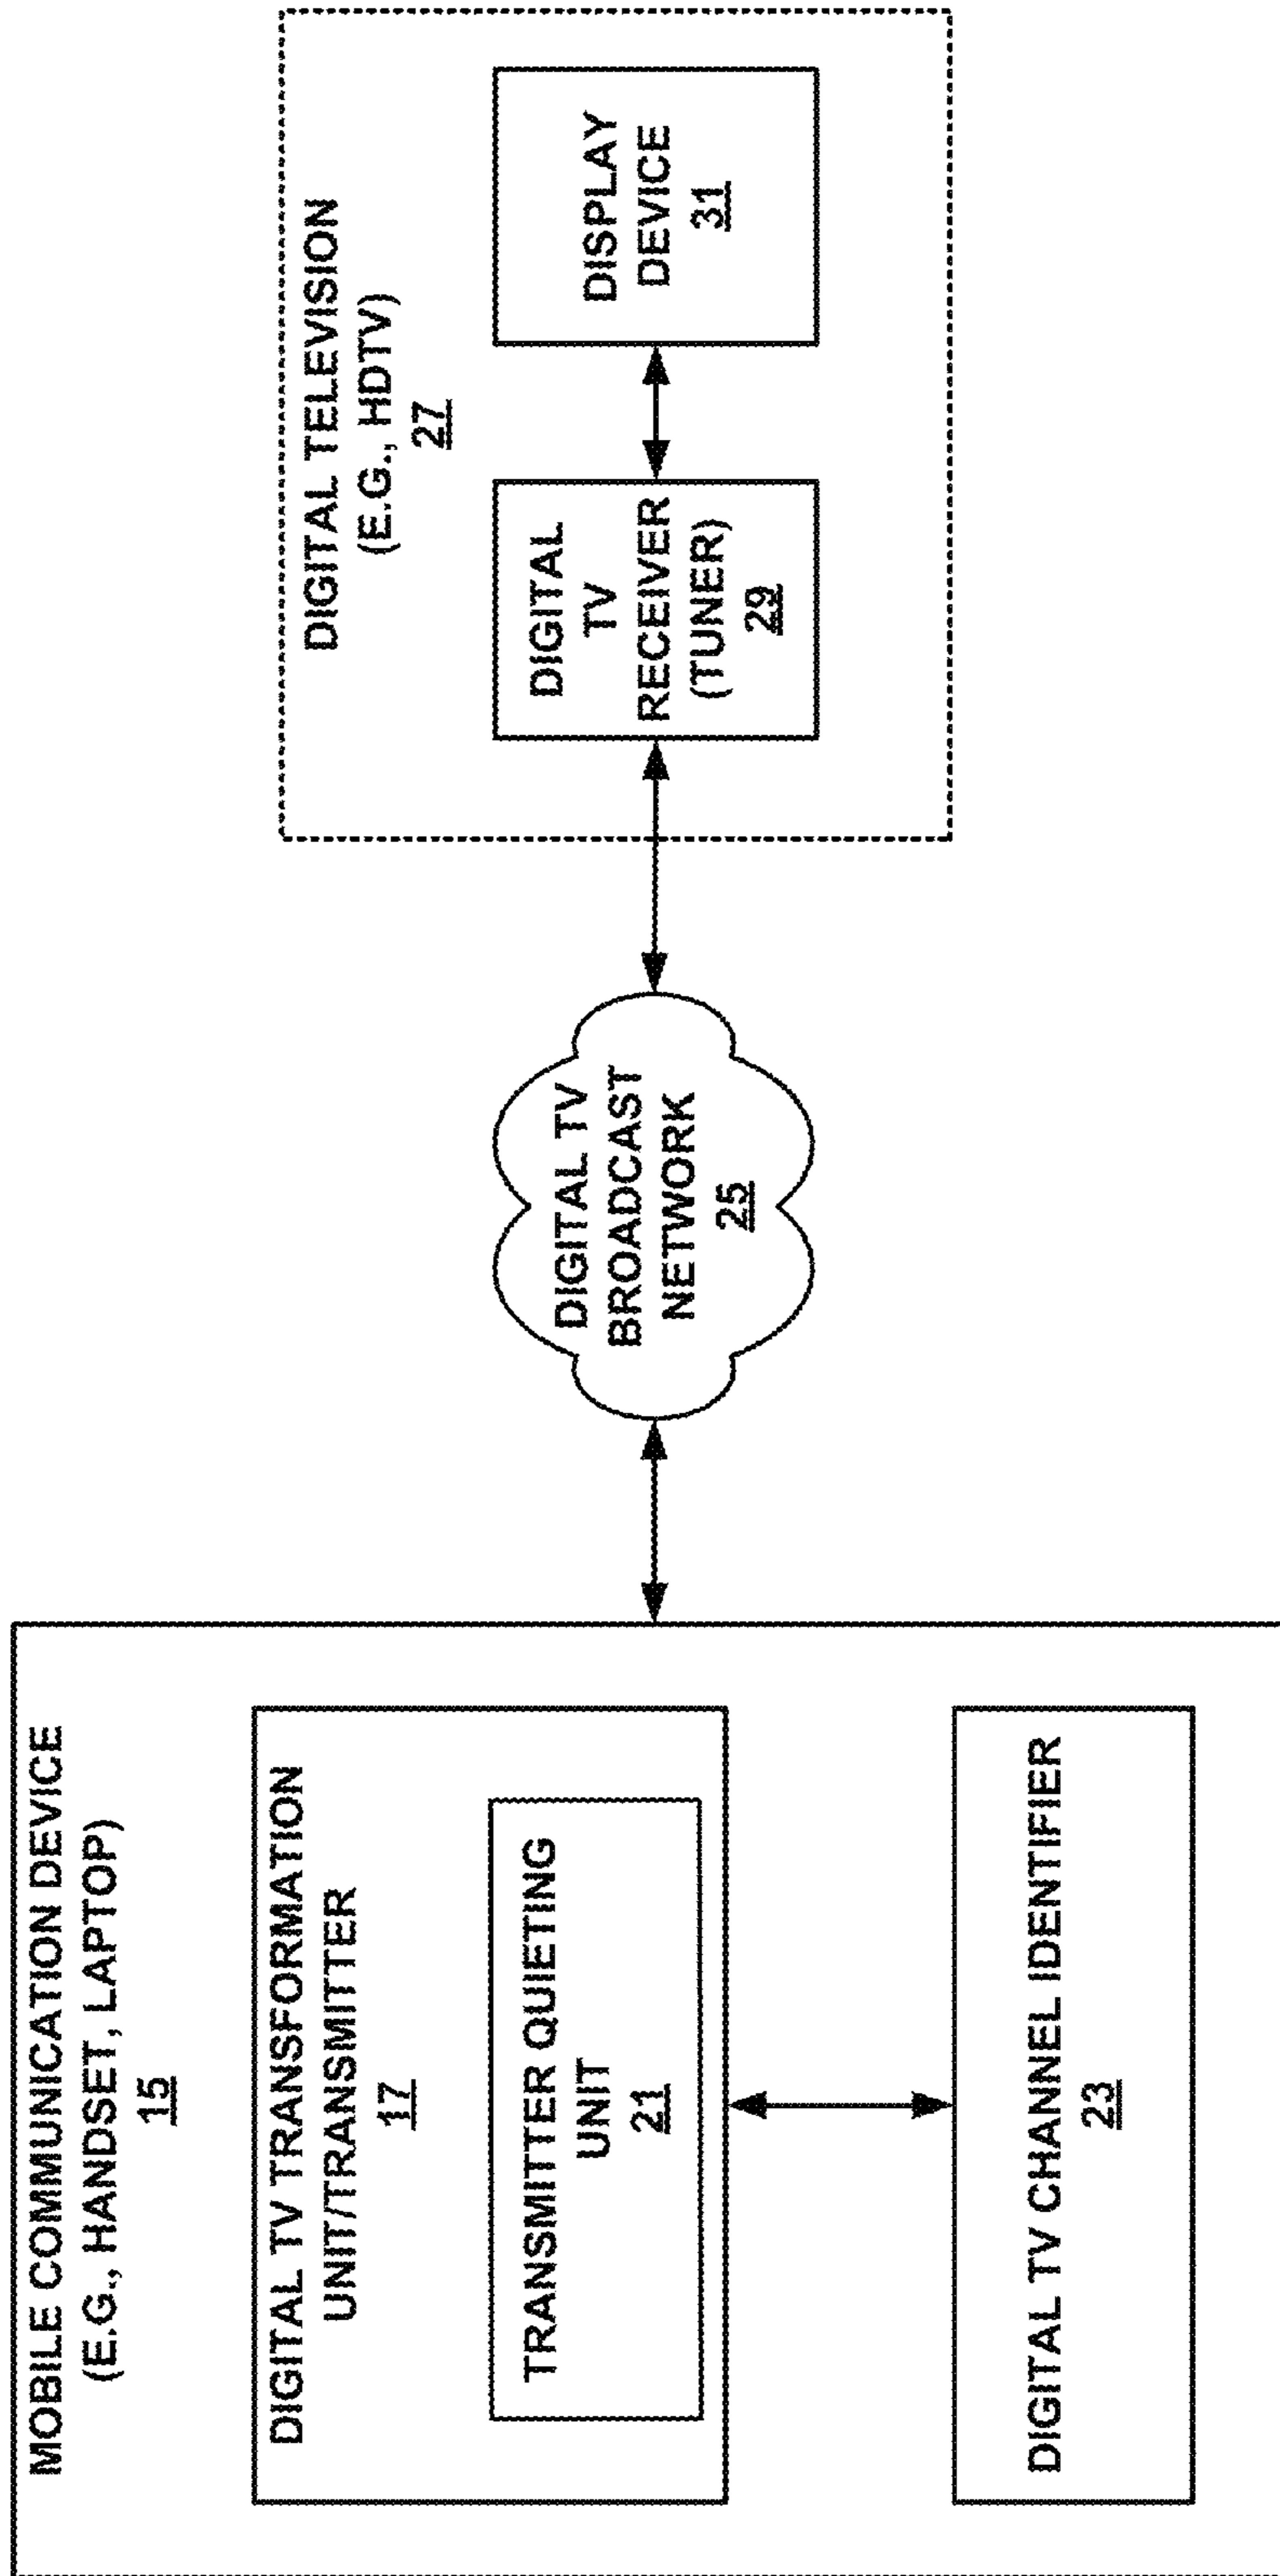 MOBILE COMMUNICATION DEVICE
(E.G., HANDSET, LAPTOP)
15
DIGITAL TV TRANSFORMATION
UNIT/TRANSMITTER
17
TRANSMITTER QUIETING
UNIT
21
DIGITAL TV CHANNEL IDENTIFIER
23
DIGITAL TV
BROADCAST
NETWORK
25
DIGITAL TELEVISION
(E.G., HDTV)
27
DIGITAL
TV
RECEIVER
(TUNER)
29
DISPLAY
DEVICE
31